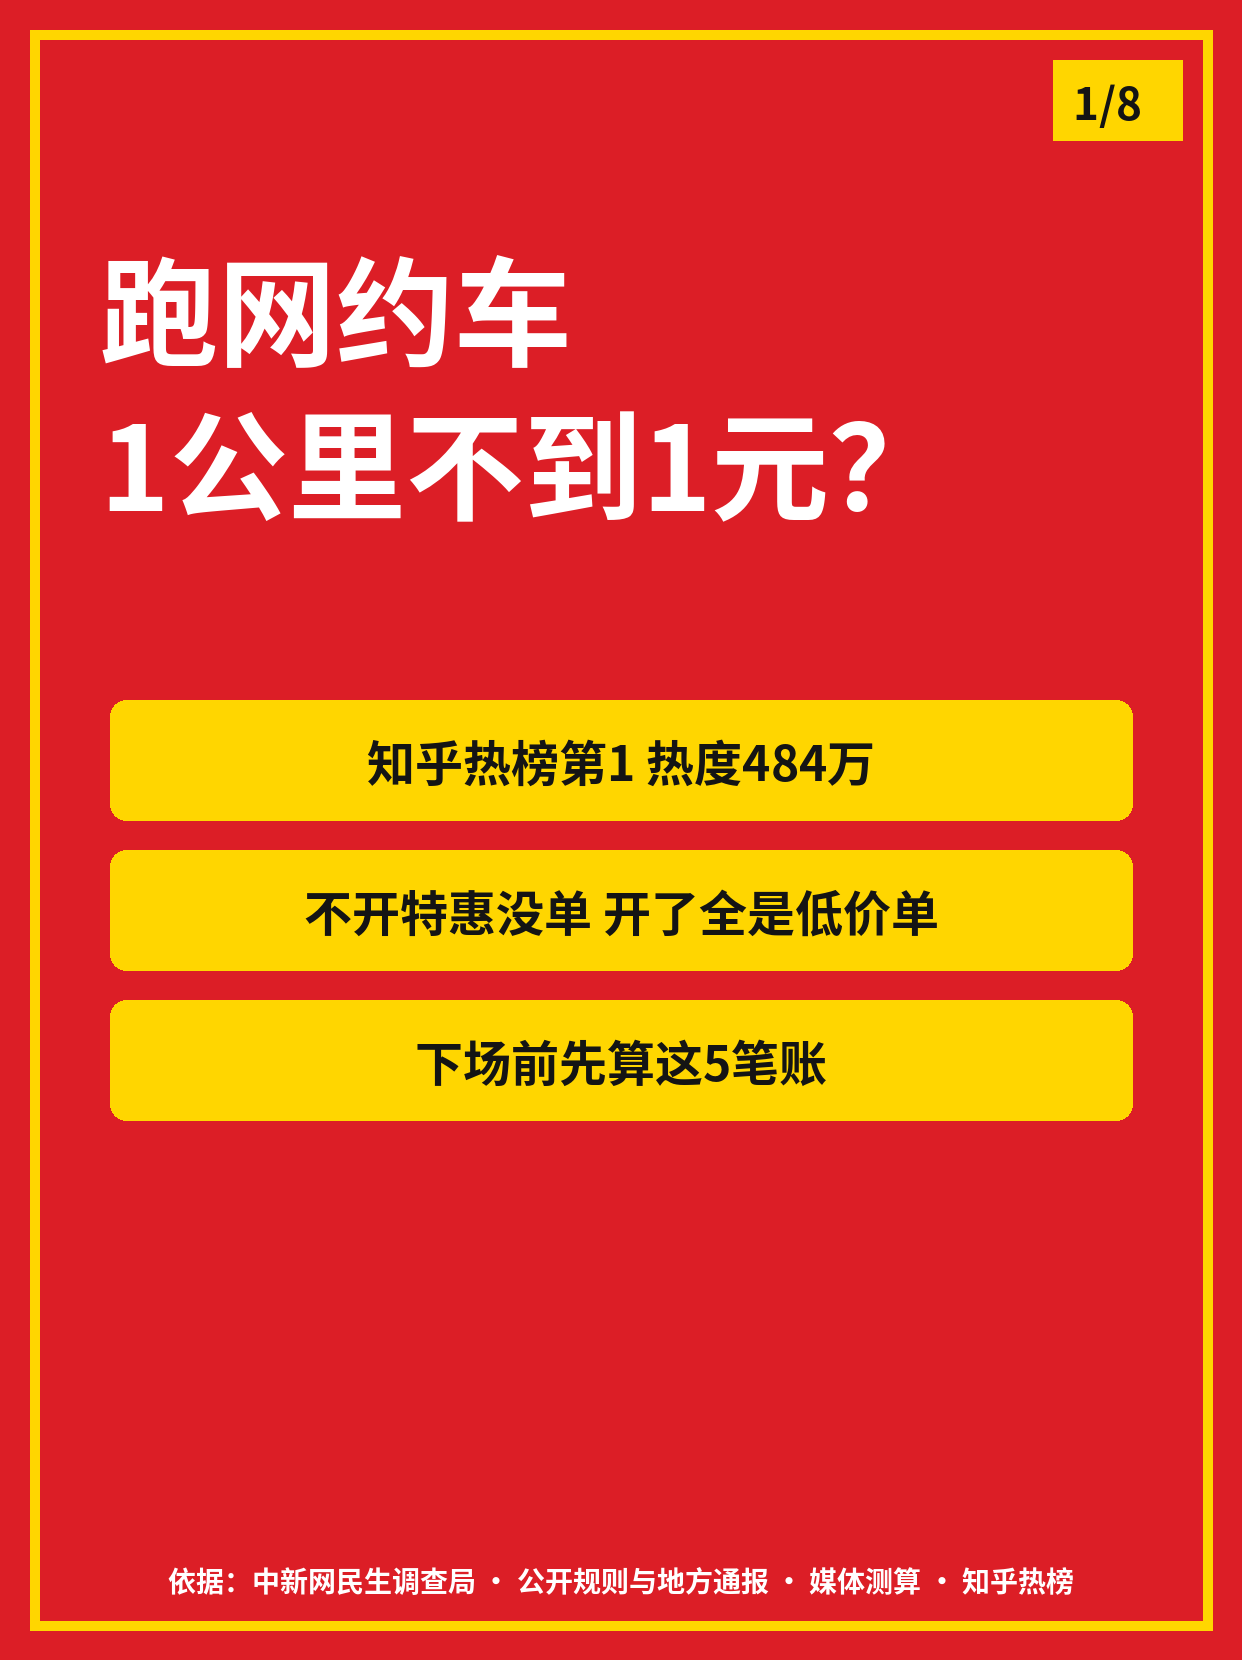 1/8
跑网约车
1公里不到1元？
知乎热榜第1 热度484万
不开特惠没单 开了全是低价单
下场前先算这5笔账
依据：中新网民生调查局 · 公开规则与地方通报 · 媒体测算 · 知乎热榜